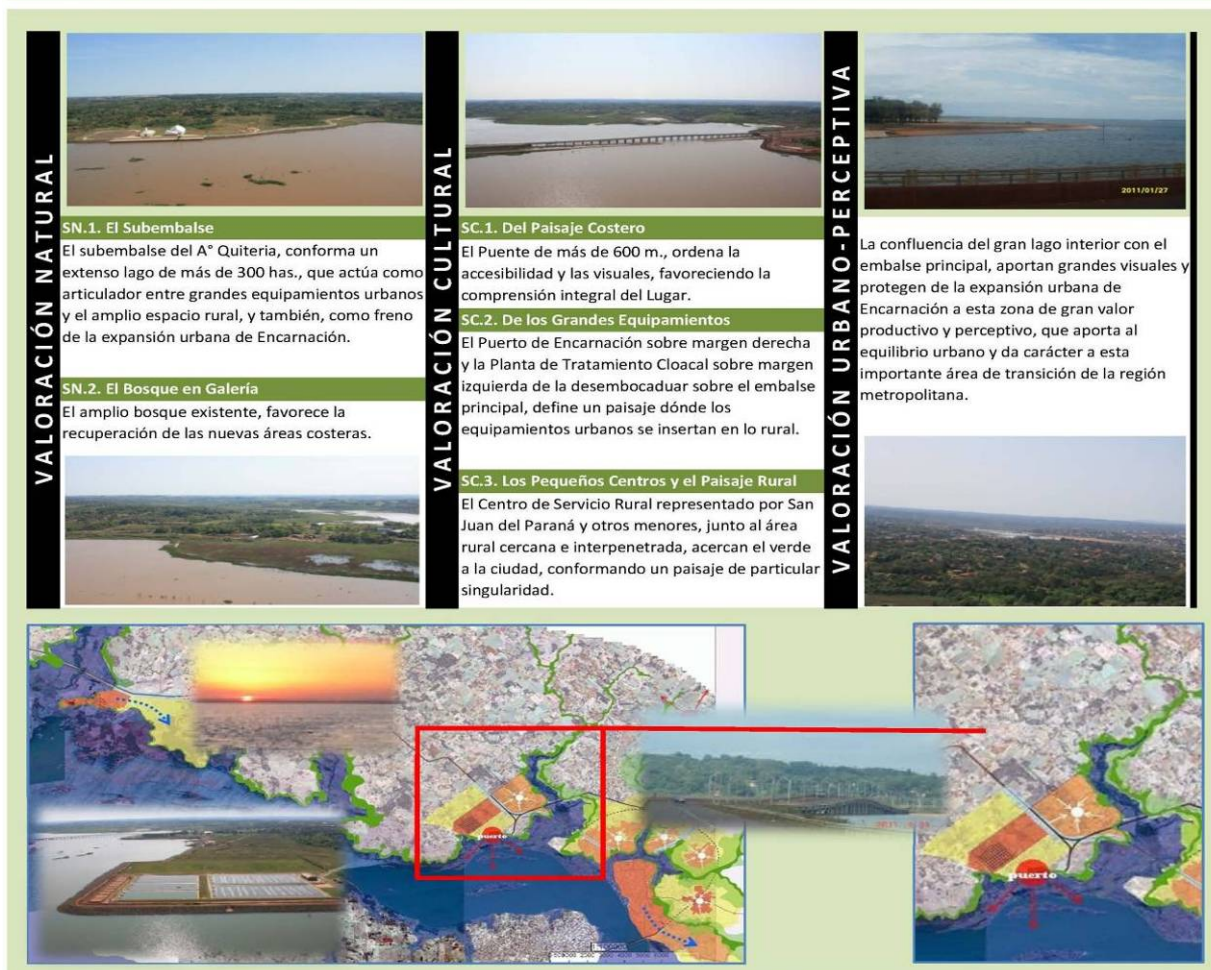 VALORACIÓN NATURAL
SN.1. El Subembalse
El subembalse del A° Quiteria, conforma un
extenso lago de más de 300 has., que actúa como
articulador entre grandes equipamientos urbanos
y el amplio espacio rural, y también, como freno
de la expansión urbana de Encarnación.
SN.2. El Bosque en Galería
El amplio bosque existente, favorece la
recuperación de las nuevas áreas costeras.
VALORACIÓN CULTURAL
SC.1. Del Paisaje Costero
El Puente de más de 600 m., ordena la
accesibilidad y las visuales, favoreciendo la
comprensión integral del Lugar.
SC.2. De los Grandes Equipamientos
El Puerto de Encarnación sobre margen derecha
y la Planta de Tratamiento Cloacal sobre margen
izquierda de la desembocaduar sobre el embalse
principal, define un paisaje dónde los
equipamientos urbanos se insertan en lo rural.
SC.3. Los Pequeños Centros y el Paisaje Rural
El Centro de Servicio Rural representado por San
Juan del Paraná y otros menores, junto al área
rural cercana e interpenetrada, acercan el verde
a la ciudad, conformando un paisaje de particular
singularidad.
VALORACIÓN URBANO-PERCEPTIVA
2011/01/27
La confluencia del gran lago interior con el
embalse principal, aportan grandes visuales y
protegen de la expansión urbana de
Encarnación a esta zona de gran valor
productivo y perceptivo, que aporta al
equilibrio urbano y da carácter a esta
importante área de transición de la región
metropolitana.
puerto
puerto